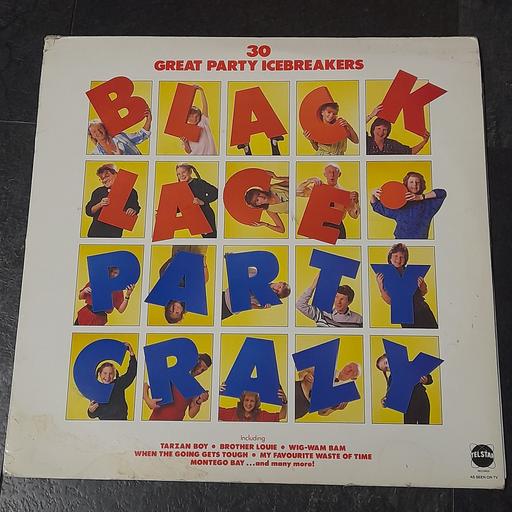 30
GREAT PARTY ICEBREAKERS
BLACK
LACE •
PARTY
CRAZY
Including
TARZAN BOY • BROTHER LOUIE • WIG-WAM BAM
WHEN THE GOING GETS TOUGH • MY FAVOURITE WASTE OF TIME
MONTEGO BAY ...and many more!
TELSTAR
RECORDS
AS SEEN ON TV